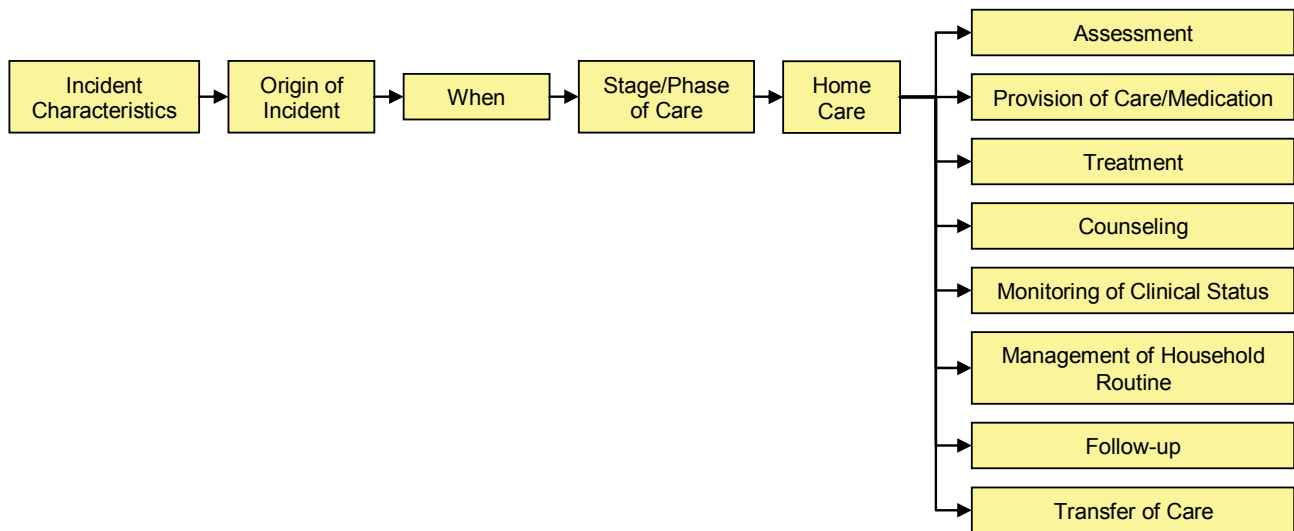 Incident
Characteristics
Origin of
Incident
When
Stage/Phase
of Care
Home
Care
Assessment
Provision of Care/Medication
Treatment
Counseling
Monitoring of Clinical Status
Management of Household
Routine
Follow-up
Transfer of Care